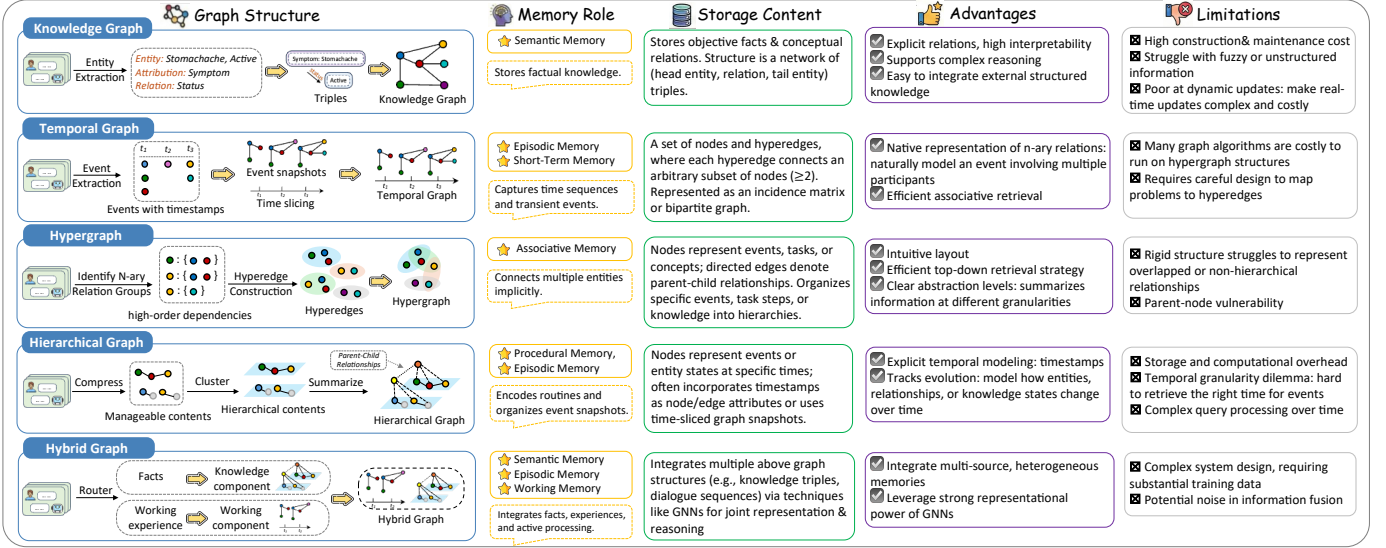 Graph Structure
Memory Role
Storage Content
Advantages
Limitations
Knowledge Graph
Entity
Extraction
Entity: Stomachache, Active
Attribution: Symptom
Relation: Status
Symptom: Stomachache
Active
Triples
Knowledge Graph
Semantic Memory
Stores factual knowledge.
Stores objective facts & conceptual
relations. Structure is a network of
(head entity, relation, tail entity)
triples.
Explicit relations, high interpretability
Supports complex reasoning
Easy to integrate external structured
knowledge
High construction& maintenance cost
Struggle with fuzzy or unstructured
information
Poor at dynamic updates: make real-
time updates complex and costly
Temporal Graph
Event
Extraction
t1 t2 t3
Events with timestamps
Event snapshots
t1 t2 t3
Time slicing
t1 t2 t3
Temporal Graph
Episodic Memory
Short-Term Memory
Captures time sequences
and transient events.
A set of nodes and hyperedges,
where each hyperedge connects an
arbitrary subset of nodes (≥2).
Represented as an incidence matrix
or bipartite graph.
Native representation of n-ary relations:
naturally model an event involving multiple
participants
Efficient associative retrieval
Many graph algorithms are costly to
run on hypergraph structures
Requires careful design to map
problems to hyperedges
Hypergraph
Identify N-ary
Relation Groups
: { }
: { }
: { }
high-order dependencies
Hyperedge
Construction
Hyperedges
Hypergraph
Associative Memory
Connects multiple entities
implicitly.
Nodes represent events, tasks, or
concepts; directed edges denote
parent-child relationships. Organizes
specific events, task steps, or
knowledge into hierarchies.
Intuitive layout
Efficient top-down retrieval strategy
Clear abstraction levels: summarizes
information at different granularities
Rigid structure struggles to represent
overlapped or non-hierarchical
relationships
Parent-node vulnerability
Hierarchical Graph
Compress
Manageable contents
Cluster
Hierarchical contents
Summarize
Parent-Child
Relationships
Hierarchical Graph
Procedural Memory,
Episodic Memory
Encodes routines and
organizes event snapshots.
Nodes represent events or
entity states at specific times;
often incorporates timestamps
as node/edge attributes or uses
time-sliced graph snapshots.
Explicit temporal modeling: timestamps
Tracks evolution: model how entities,
relationships, or knowledge states change
over time
Storage and computational overhead
Temporal granularity dilemma: hard
to retrieve the right time for events
Complex query processing over time
Hybrid Graph
Router
Facts
Knowledge
component
Working
experience
Working
component
Hybrid Graph
Semantic Memory
Episodic Memory
Working Memory
Integrates facts, experiences,
and active processing.
Integrates multiple above graph
structures (e.g., knowledge triples,
dialogue sequences) via techniques
like GNNs for joint representation &
reasoning
Integrate multi-source, heterogeneous
memories
Leverage strong representational
power of GNNs
Complex system design, requiring
substantial training data
Potential noise in information fusion